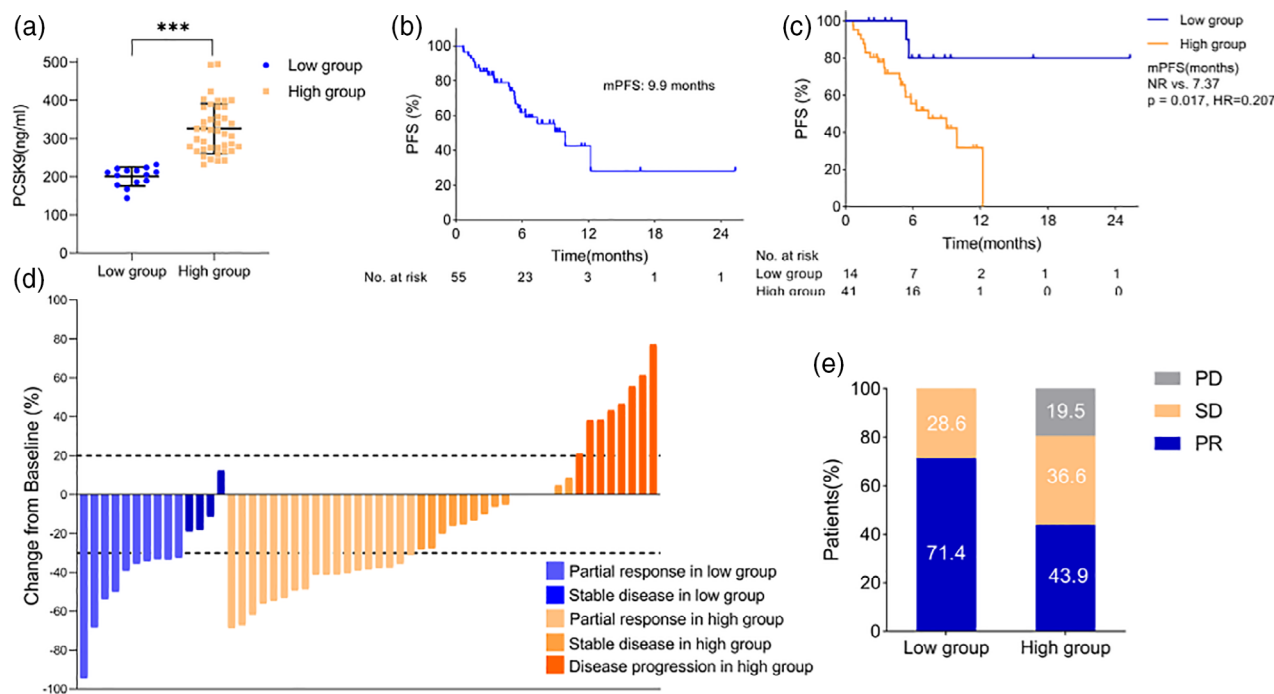 (a)
***
Low group
High group
PCSK9(ng/ml)
500
400
300
200
100
0
Low group High group
(b)
PFS (%)
100
80
60
40
20
0
mPFS: 9.9 months
0 6 12 18 24
Time(months)
No. at risk 55 23 3 1 1
(c)
PFS (%)
100
80
60
40
20
0
Low group
High group
mPFS(months)
NR vs. 7.37
p = 0.017, HR=0.207
0 6 12 18 24
Time(months)
No. at risk
Low group 14 7 2 1 1
High group 41 16 1 0 0
(d)
Change from Baseline (%)
100
80
60
40
20
0
-20
-40
-60
-80
-100
Partial response in low group
Stable disease in low group
Partial response in high group
Stable disease in high group
Disease progression in high group
(e)
Patients(%)
100
80
60
40
20
0
28.6
71.4
19.5
36.6
43.9
Low group High group
PD
SD
PR